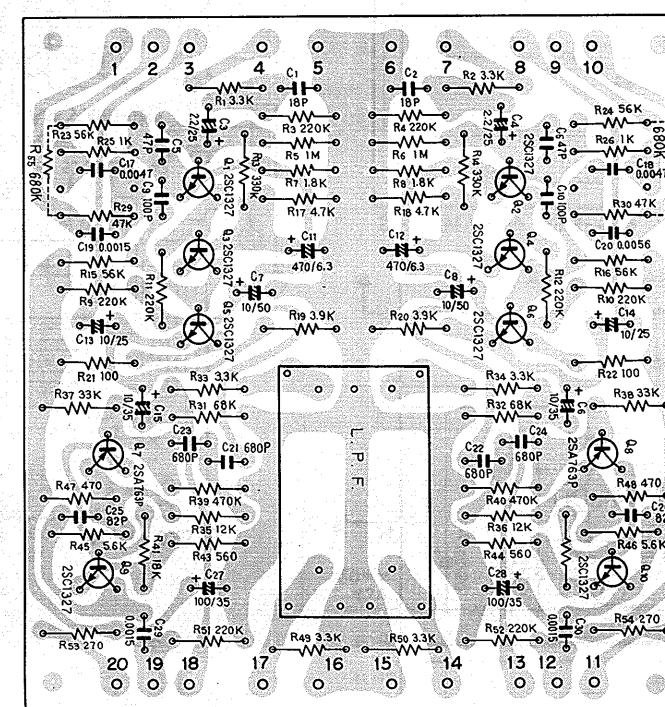 1 2 3 4 5 6 7 8 9 10
C1 18P
C2 18P
R1 3.3K
R2 3.3K
C3 22/25
C4 2.2/25
R23 56K
R3 220K
R4 220K
R24 56K
R25 1K
C5 47P
R5 1M
R6 1M
C6 47P
2SC1327
R26 1K
680K
R55 680K
C17 0.0047
Q1 2SC1327
R7 1.8K
R8 1.8K
R14 330K
Q2
C18 0.0047
330K
C9 100P
C10 100P
R29 47K
R17 4.7K
R18 4.7K
R30 47K
C19 0.0015
Q3 2SC1327
C11 470/6.3
C12 470/6.3
Q4 2SC1327
C20 0.0056
R15 56K
R16 56K
R11 220K
R12 220K
R9 220K
C7 10/50
C8 10/50
R10 220K
C13 10/25
Q5 2SC1327
R19 3.9K
R20 3.9K
2SC1327
C14 10/25
R21 100
R22 100
R33 3.3K
R34 3.3K
R37 33K
10/35 C15
R31 68K
R32 68K
10/35
R38 33K
C23 680P
C21 680P
L.P.F
C22 680P
C24 680P
Q7 2SA763P
2SA763P Q8
R47 470
R39 470K
R40 470K
R48 470
C25 82P
R35 12K
R36 12K
R45 5.6K
R41 18K
R43 560
R44 560
R46 5.6K
2SC1327
C27 100/35
C28 100/35
2SC1327
Q10
0.0015 C29
R51 220K
R52 220K
0.0015 C30
R54 270
R53 270
R49 3.3K
R50 3.3K
20 19 18 17 16 15 14 13 12 11